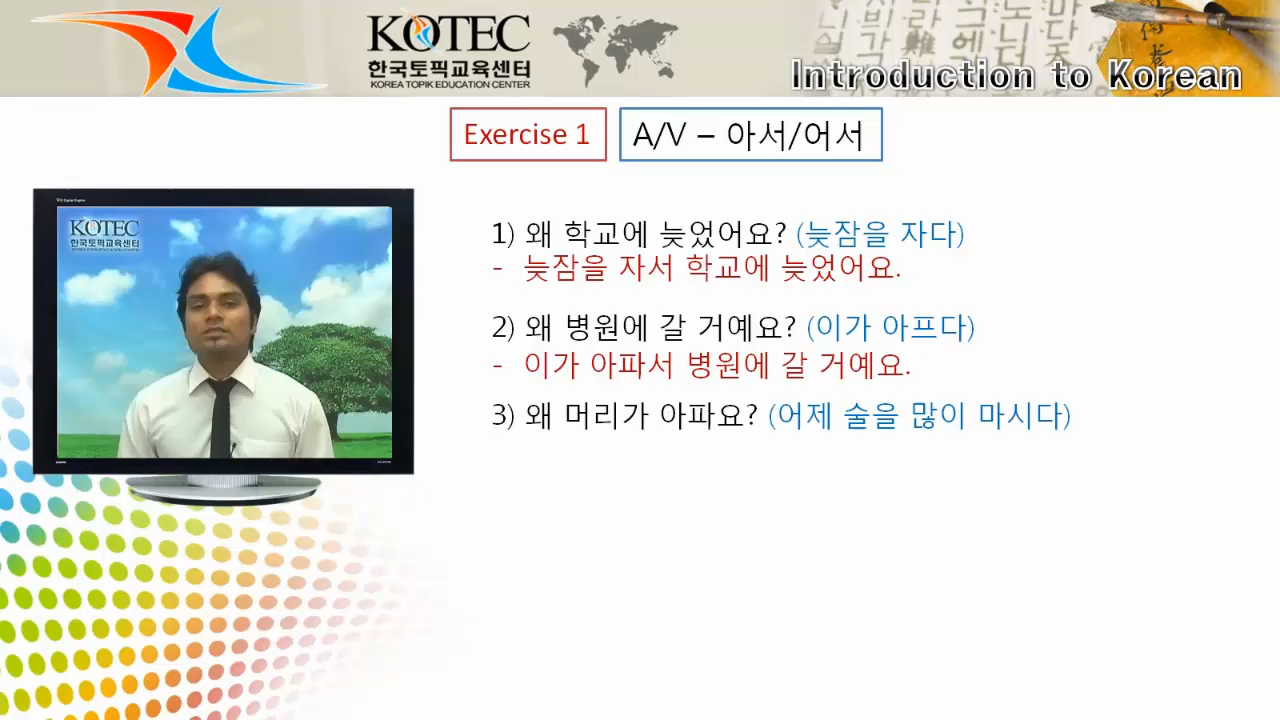 KOTEC
한국토픽교육센터
KOREA TOPIK EDUCATION CENTER
Introduction to Korean
Exercise 1
A/V – 아서/어서
KOTEC
한국토픽교육센터
1) 왜 학교에 늦었어요? (늦잠을 자다)
- 늦잠을 자서 학교에 늦었어요.
2) 왜 병원에 갈 거예요? (이가 아프다)
- 이가 아파서 병원에 갈 거예요.
3) 왜 머리가 아파요? (어제 술을 많이 마시다)